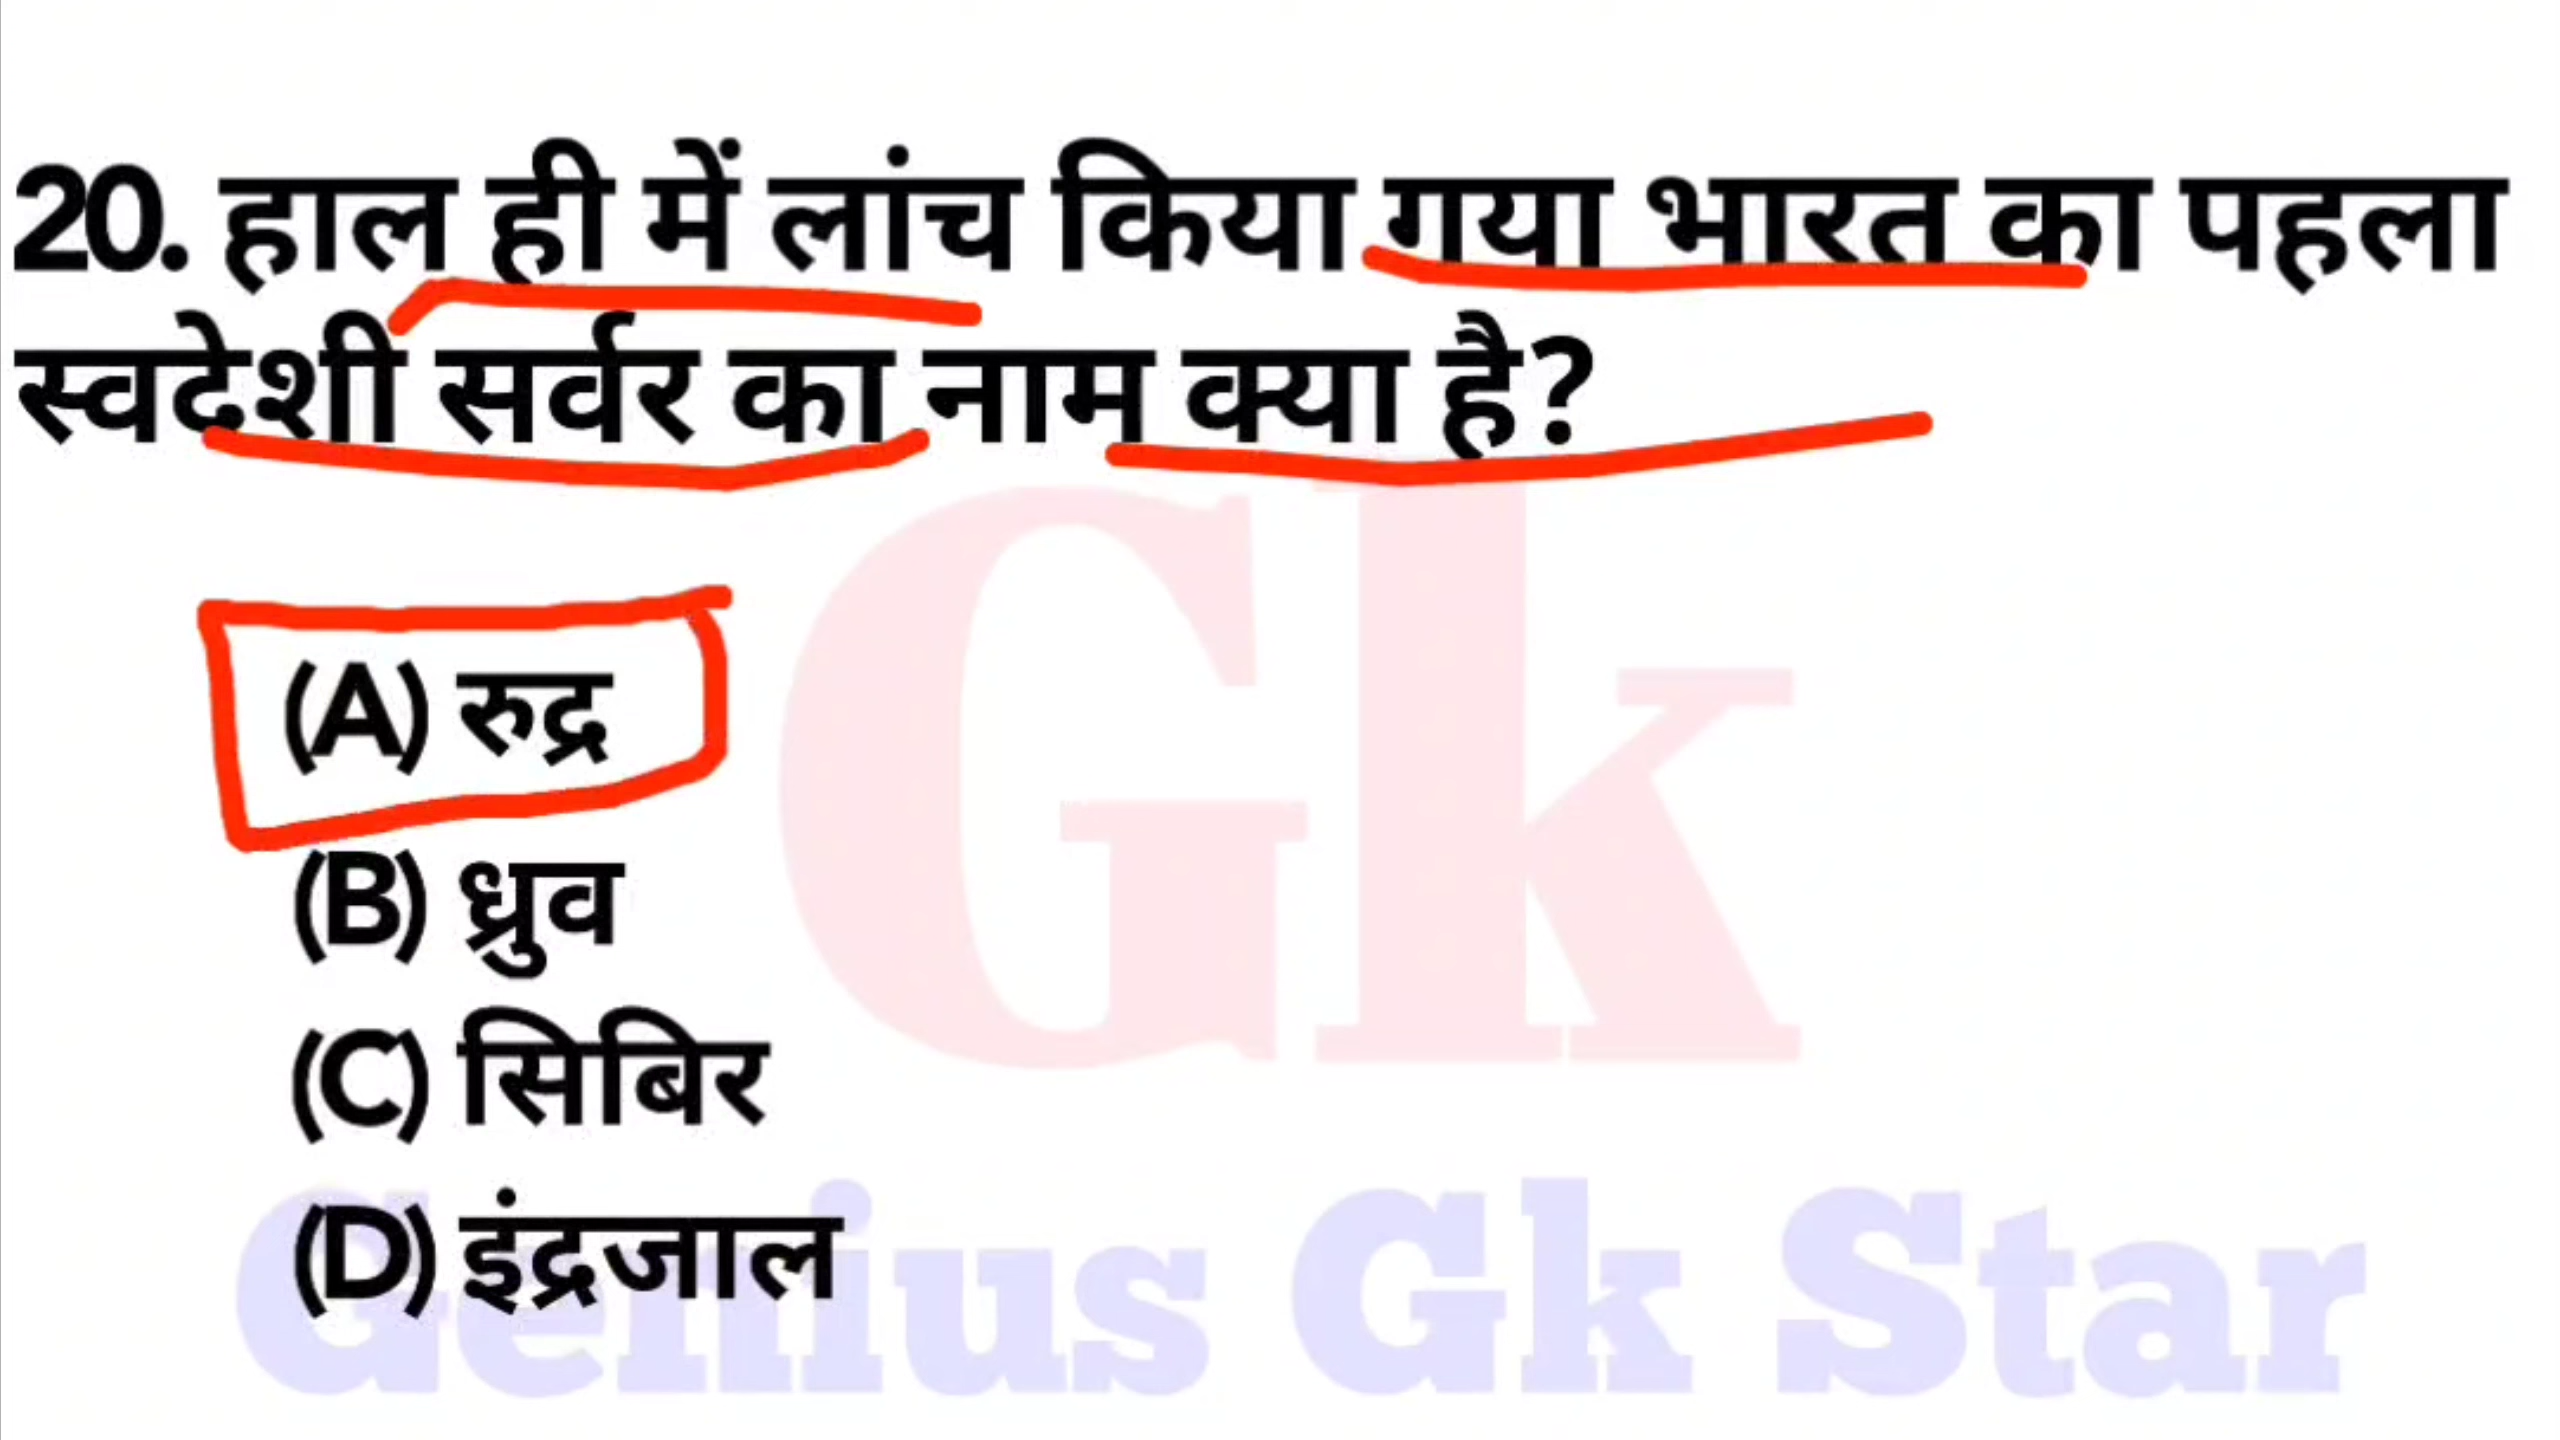 20. हाल ही में लांच किया गया भारत का पहला
स्वदेशी सर्वर का नाम क्या है?
Gk
(A) रुद्र
(B) ध्रुव
(C) सिबिर
(D) इंद्रजाल
Genius Gk Star